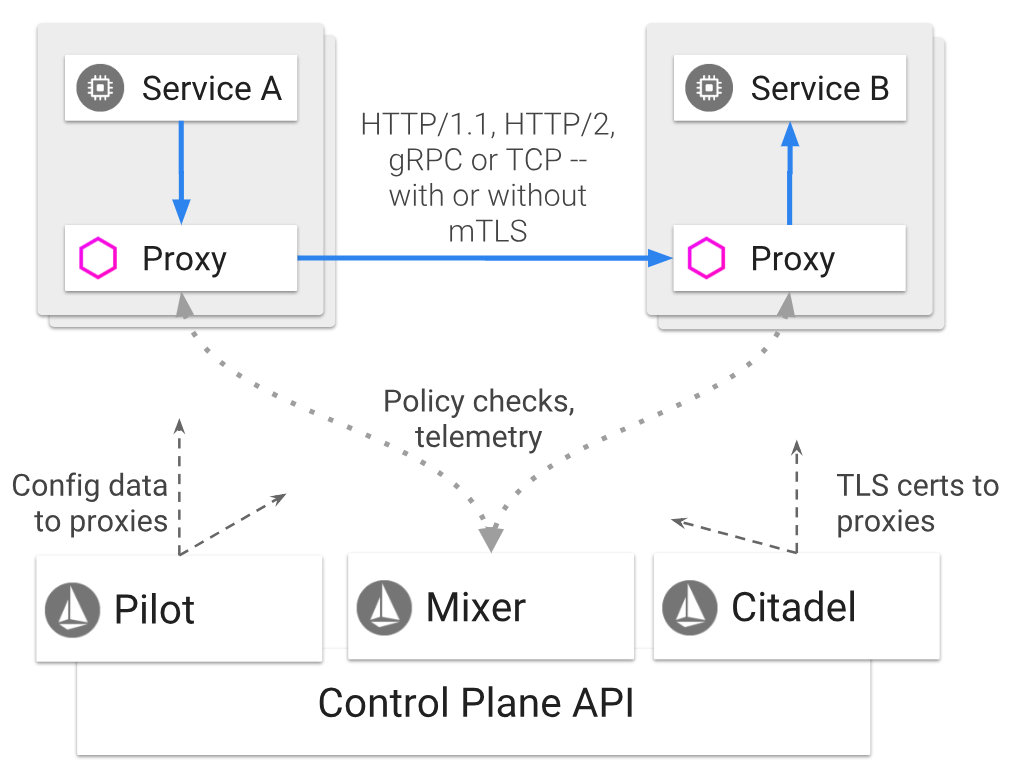 Service A
Service B
HTTP/1.1, HTTP/2,
gRPC or TCP --
with or without
mTLS
Proxy
Proxy
Policy checks,
telemetry
Config data
to proxies
TLS certs to
proxies
Pilot
Mixer
Citadel
Control Plane API